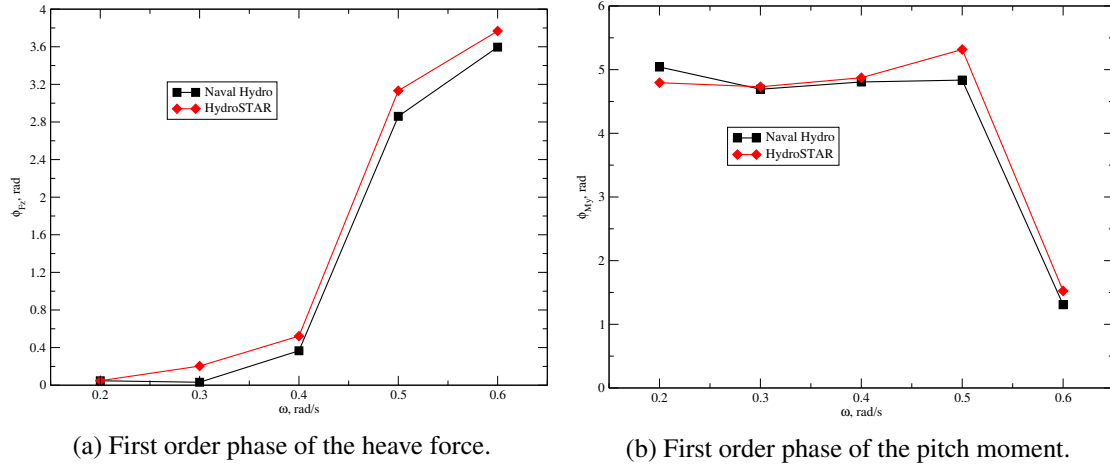 4
3.6
3.2
2.8
2.4
2
1.6
1.2
0.8
0.4
0
ϕFz, rad
Naval Hydro
HydroSTAR
0.2 0.3 0.4 0.5 0.6
ω, rad/s
(a) First order phase of the heave force.
6
5
4
3
2
1
0
ϕMy, rad
Naval Hydro
HydroSTAR
0.2 0.3 0.4 0.5 0.6
ω, rad/s
(b) First order phase of the pitch moment.